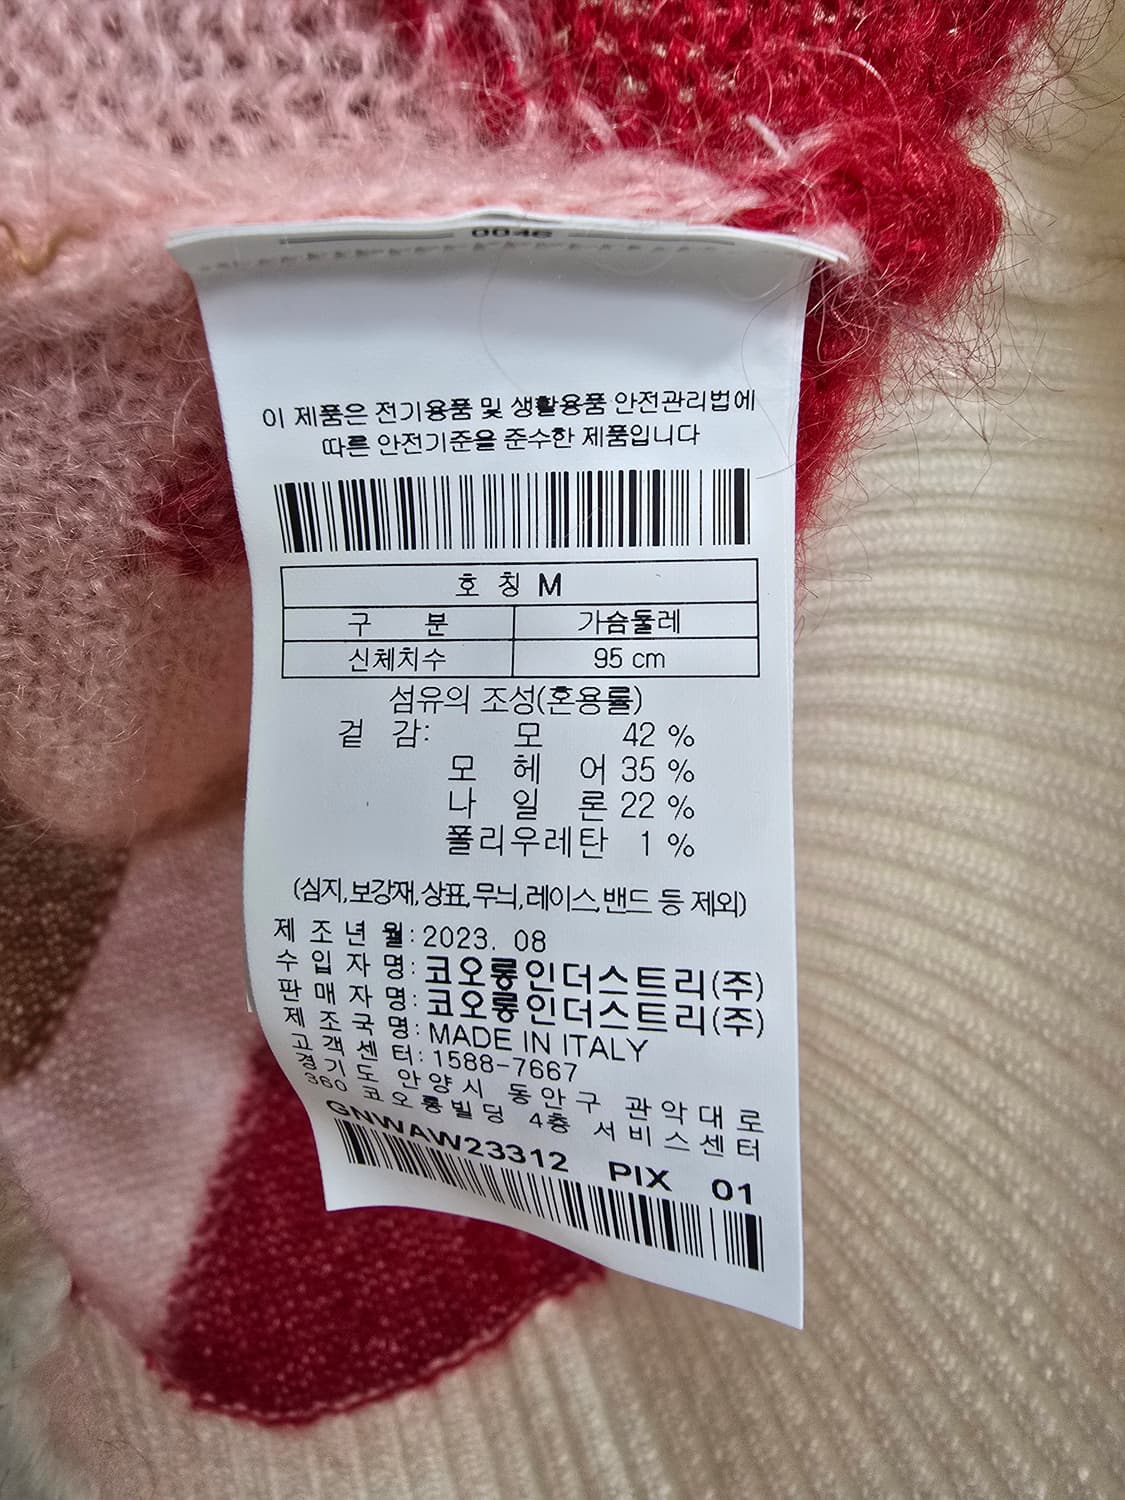 0046
이 제품은 전기용품 및 생활용품 안전관리법에
따른 안전기준을 준수한 제품입니다
호 칭 M
구 분 가슴둘레
신체치수 95 cm
섬유의 조성(혼용률)
겉 감: 모 42 %
모 헤 어 35 %
나 일 론 22 %
폴리우레탄 1 %
(심지,보강재,상표,무늬,레이스,밴드 등 제외)
제 조 년 월: 2023. 08
수 입 자 명: 코오롱인더스트리(주)
판 매 자 명: 코오롱인더스트리(주)
제 조 국 명: MADE IN ITALY
고 객 센 터: 1588-7667
경기도 안양시 동안구 관악대로
360 코오롱빌딩 4층 서비스센터
GNWAW23312 PIX 01